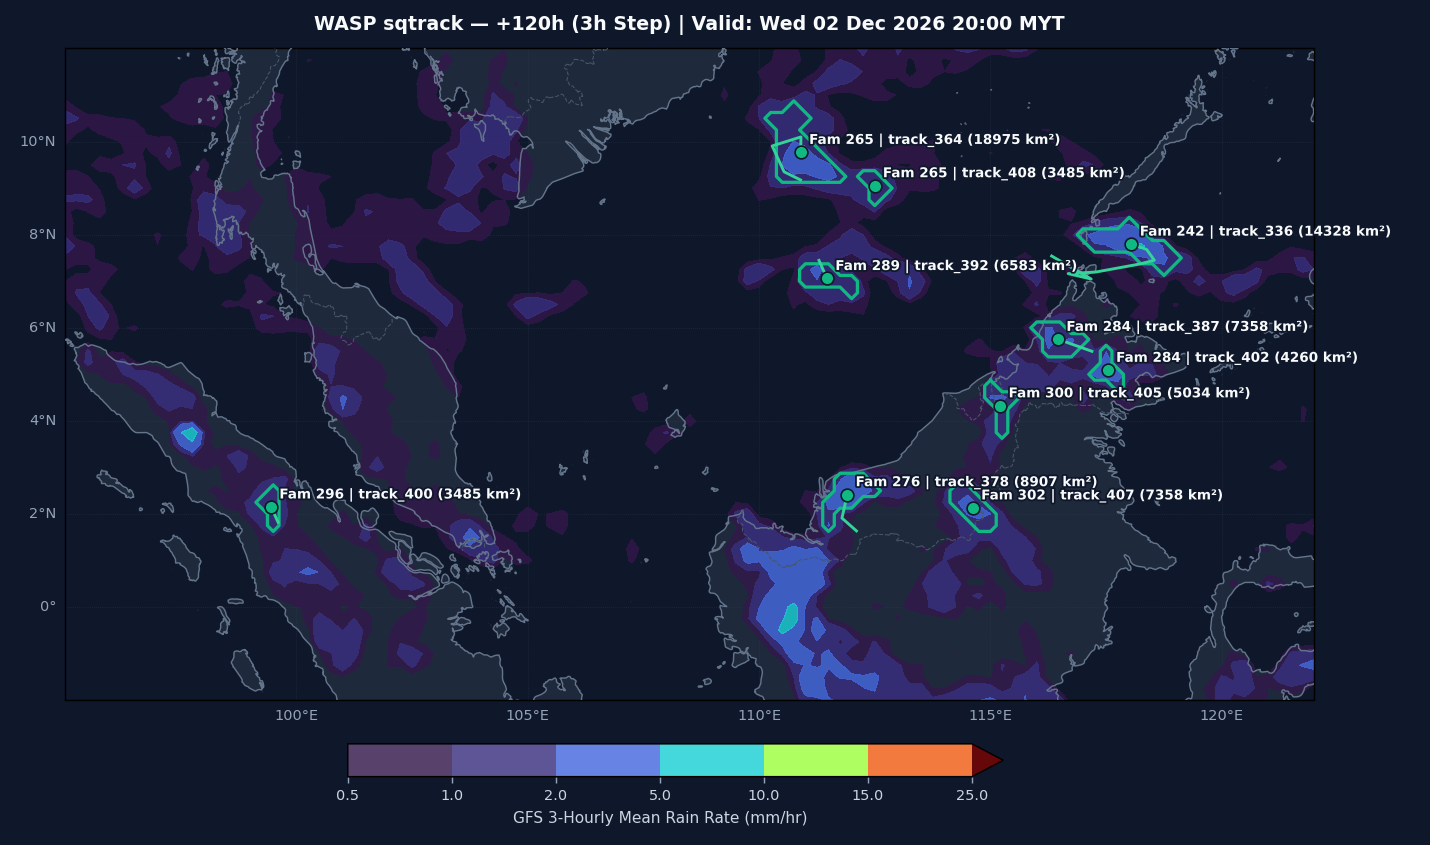 WASP sqtrack — +120h (3h Step) | Valid: Wed 02 Dec 2026 20:00 MYT
10°N
8°N
6°N
4°N
2°N
0°
Fam 265 | track_364 (18975 km²)
Fam 265 | track_408 (3485 km²)
Fam 242 | track_336 (14328 km²)
Fam 289 | track_392 (6583 km²)
Fam 284 | track_387 (7358 km²)
Fam 284 | track_402 (4260 km²)
Fam 300 | track_405 (5034 km²)
Fam 276 | track_378 (8907 km²)
Fam 296 | track_400 (3485 km²)
Fam 302 | track_407 (7358 km²)
100°E
105°E
110°E
115°E
120°E
0.5
1.0
2.0
5.0
10.0
15.0
25.0
GFS 3-Hourly Mean Rain Rate (mm/hr)